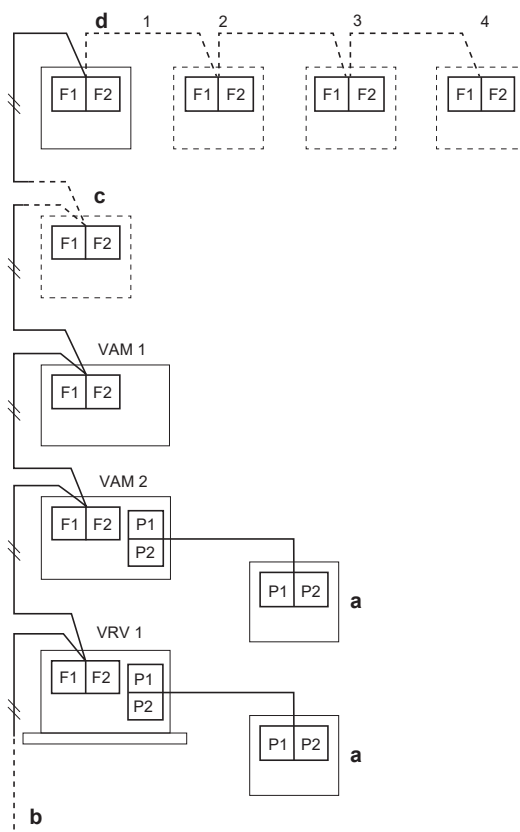 d 1 2 3 4
F1 F2 F1 F2 F1 F2 F1 F2
c
F1 F2
VAM 1
F1 F2
VAM 2
F1 F2 P1
P2
P1 P2 a
VRV 1
F1 F2 P1
P2
P1 P2 a
b